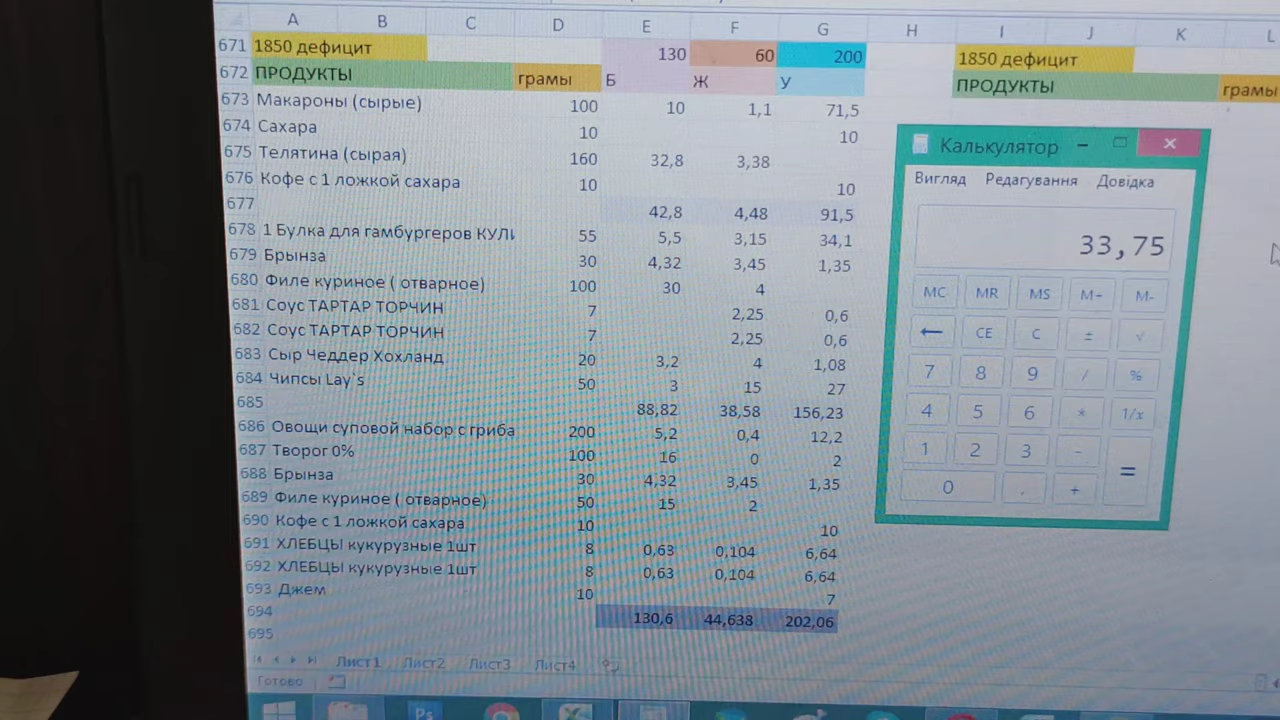 A B C D E F G H I J K L
671 1850 дефицит 130 60 200 1850 дефицит
672 ПРОДУКТЫ грамы Б Ж У ПРОДУКТЫ грамы
673 Макароны (сырые) 100 10 1,1 71,5
674 Сахара 10 10
675 Телятина (сырая) 160 32,8 3,38
676 Кофе с 1 ложкой сахара 10 10
677 42,8 4,48 91,5
678 1 Булка для гамбургеров КУЛИ 55 5,5 3,15 34,1
679 Брынза 30 4,32 3,45 1,35
680 Филе куриное ( отварное) 100 30 4
681 Соус ТАРТАР ТОРЧИН 7 2,25 0,6
682 Соус ТАРТАР ТОРЧИН 7 2,25 0,6
683 Сыр Чеддер Хохланд 20 3,2 4 1,08
684 Чипсы Lay`s 50 3 15 27
685 88,82 38,58 156,23
686 Овощи суповой набор с гриба 200 5,2 0,4 12,2
687 Творог 0% 100 16 0 2
688 Брынза 30 4,32 3,45 1,35
689 Филе куриное ( отварное) 50 15 2
690 Кофе с 1 ложкой сахара 10 10
691 ХЛЕБЦЫ кукурузные 1шт 8 0,63 0,104 6,64
692 ХЛЕБЦЫ кукурузные 1шт 8 0,63 0,104 6,64
693 Джем 10 7
694 130,6 44,638 202,06
695
Лист1 Лист2 Лист3 Лист4
Готово
Ps
Калькулятор
Вигляд Редагування Довідка
33,75
MC MR MS M+ M-
← CE C ± √
7 8 9 / %
4 5 6 * 1/x
1 2 3 - =
0 , +